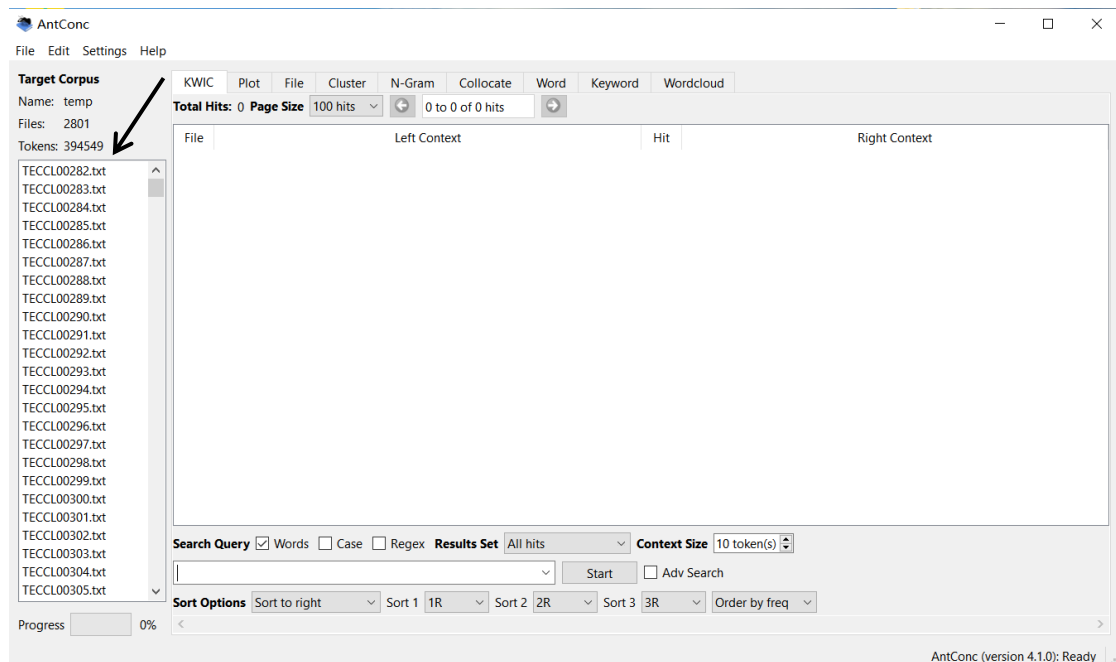 AntConc
File Edit Settings Help
Target Corpus
Name: temp
Files: 2801
Tokens: 394549
TECCL00282.txt
TECCL00283.txt
TECCL00284.txt
TECCL00285.txt
TECCL00286.txt
TECCL00287.txt
TECCL00288.txt
TECCL00289.txt
TECCL00290.txt
TECCL00291.txt
TECCL00292.txt
TECCL00293.txt
TECCL00294.txt
TECCL00295.txt
TECCL00296.txt
TECCL00297.txt
TECCL00298.txt
TECCL00299.txt
TECCL00300.txt
TECCL00301.txt
TECCL00302.txt
TECCL00303.txt
TECCL00304.txt
TECCL00305.txt
Progress 0%
KWIC Plot File Cluster N-Gram Collocate Word Keyword Wordcloud
Total Hits: 0 Page Size 100 hits 0 to 0 of 0 hits
File Left Context Hit Right Context
Search Query Words Case Regex Results Set All hits Context Size 10 token(s)
Start Adv Search
Sort Options Sort to right Sort 1 1R Sort 2 2R Sort 3 3R Order by freq
AntConc (version 4.1.0): Ready